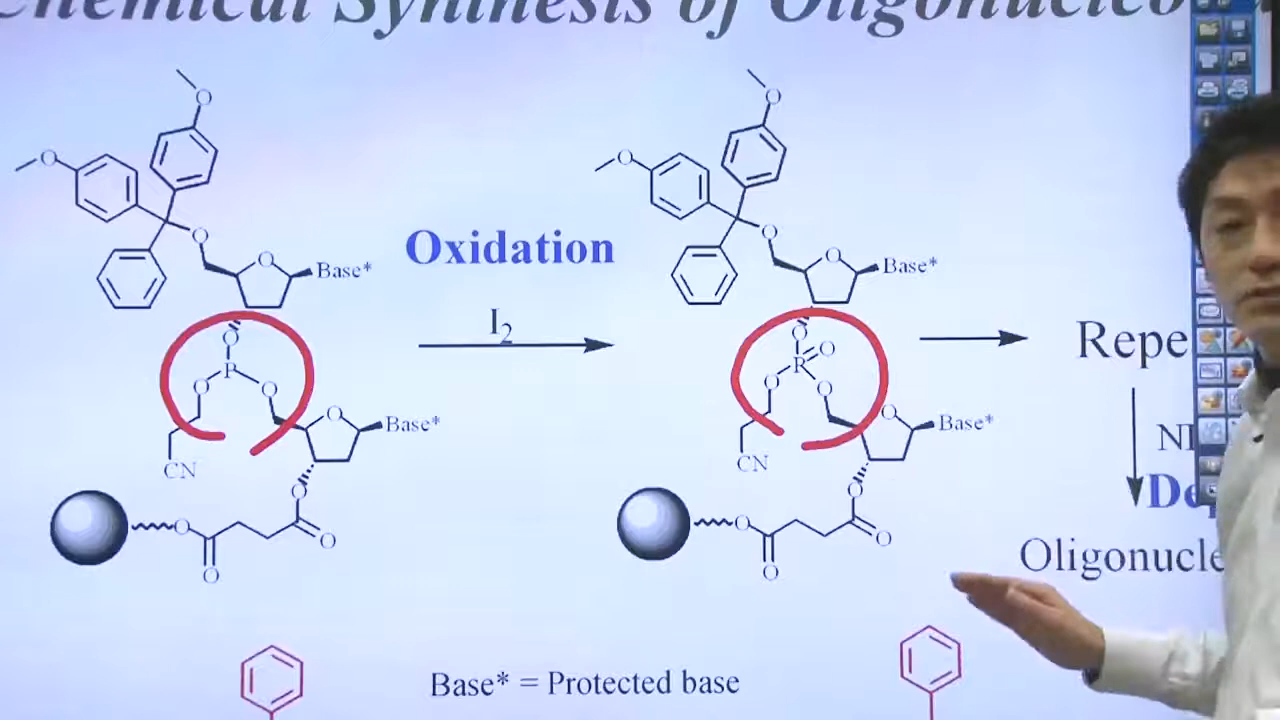 Chemical Synthesis of Oligonucleo
O
O
O
O
Base*
Oxidation
I2
O
P
O
O
O
Base*
CN
O
O
O
O
O
O
O
O
Base*
O
O
P
O
O
O
Base*
CN
O
O
O
O
Repe
De
Oligonucle
Base* = Protected base